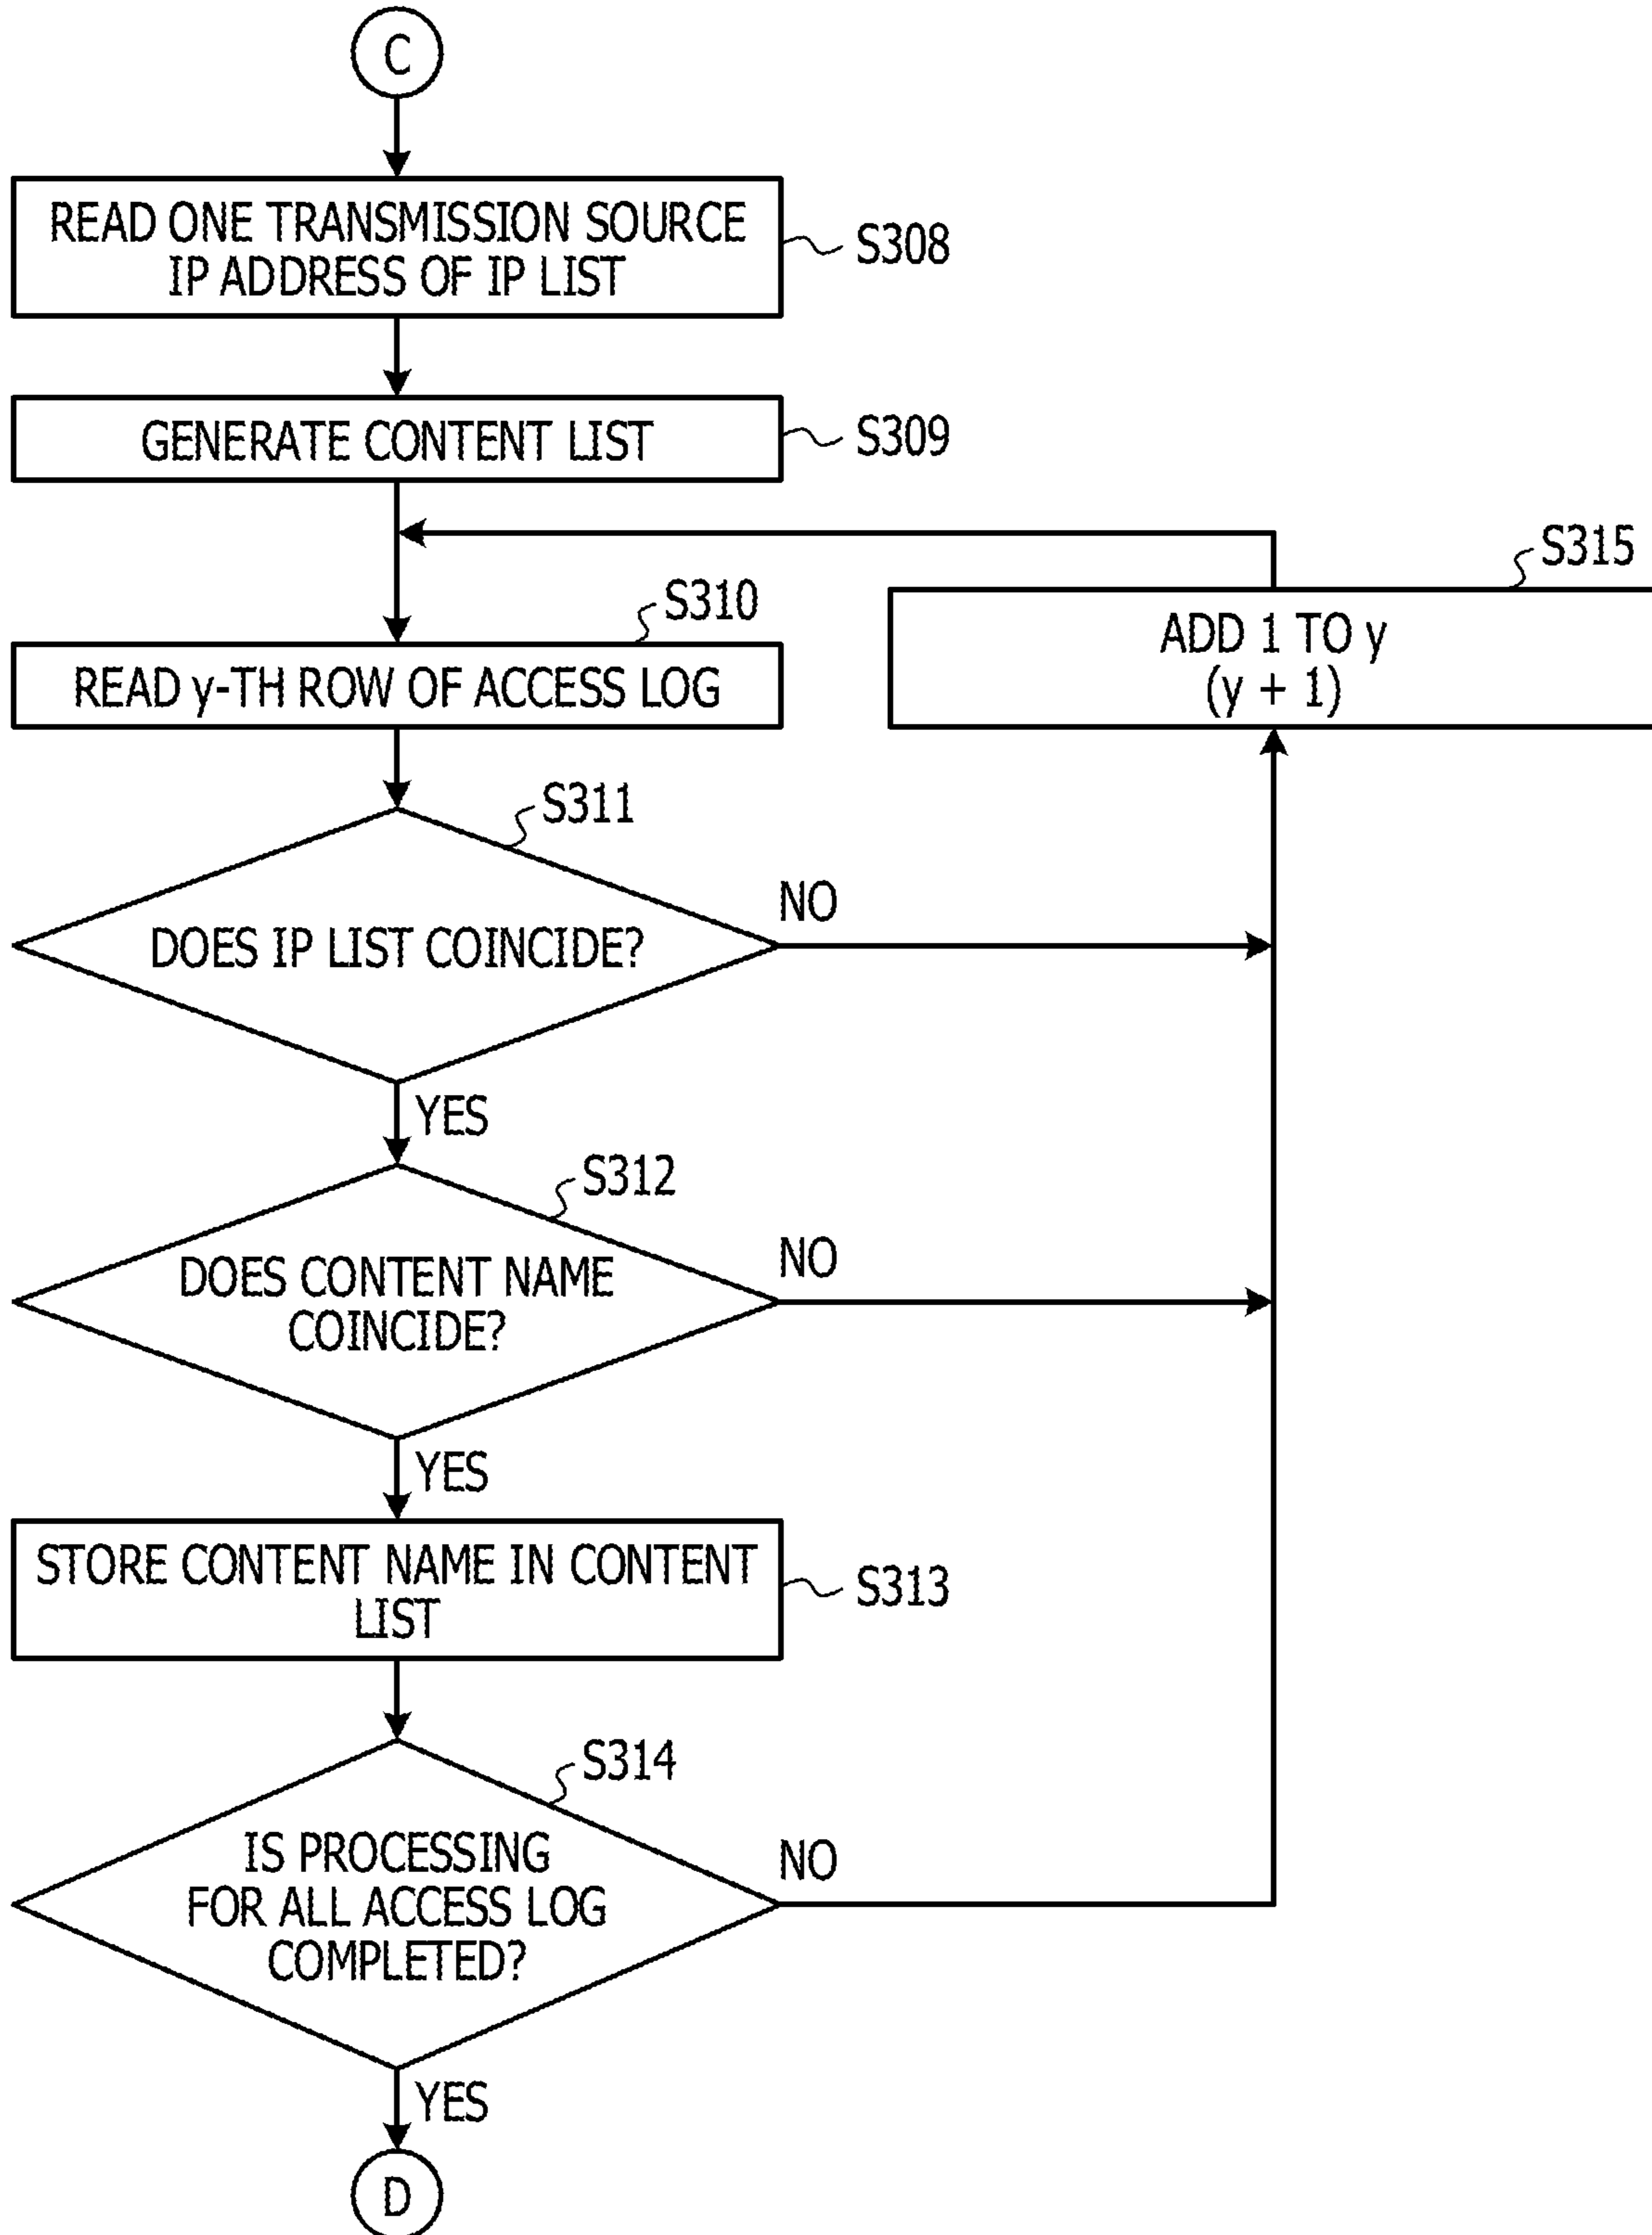 C
READ ONE TRANSMISSION SOURCE
IP ADDRESS OF IP LIST
S308
GENERATE CONTENT LIST
S309
S315
ADD 1 TO y
(y + 1)
S310
READ y-TH ROW OF ACCESS LOG
S311
DOES IP LIST COINCIDE?
NO
YES
S312
DOES CONTENT NAME
COINCIDE?
NO
YES
STORE CONTENT NAME IN CONTENT
LIST
S313
S314
IS PROCESSING
FOR ALL ACCESS LOG
COMPLETED?
NO
YES
D